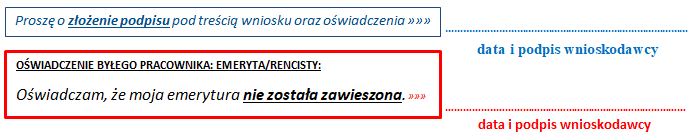 Proszę o złożenie podpisu pod treścią wniosku oraz oświadczenia »»»
data i podpis wnioskodawcy
OŚWIADCZENIE BYŁEGO PRACOWNIKA: EMERYTA/RENCISTY:
Oświadczam, że moja emerytura nie została zawieszona. »»»
data i podpis wnioskodawcy